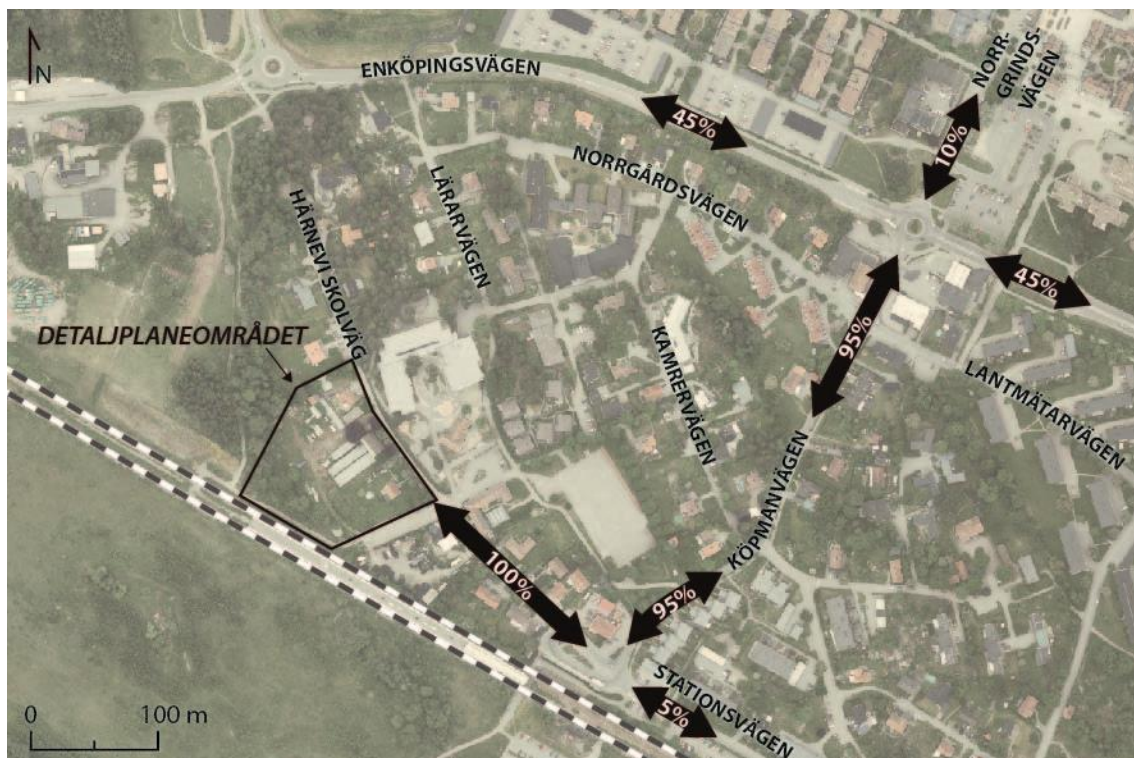 N
ENKÖPINGSVÄGEN
NORR-
GRINDS-
VÄGEN
45%
10%
NORRGÅRDSVÄGEN
LÄRARVÄGEN
HÄRNEVI SKOLVÄG
45%
DETALJPLANEOMRÅDET
95%
KAMRERVÄGEN
LANTMÄTARVÄGEN
KÖPMANVÄGEN
100%
95%
STATIONSVÄGEN
5%
0 100 m